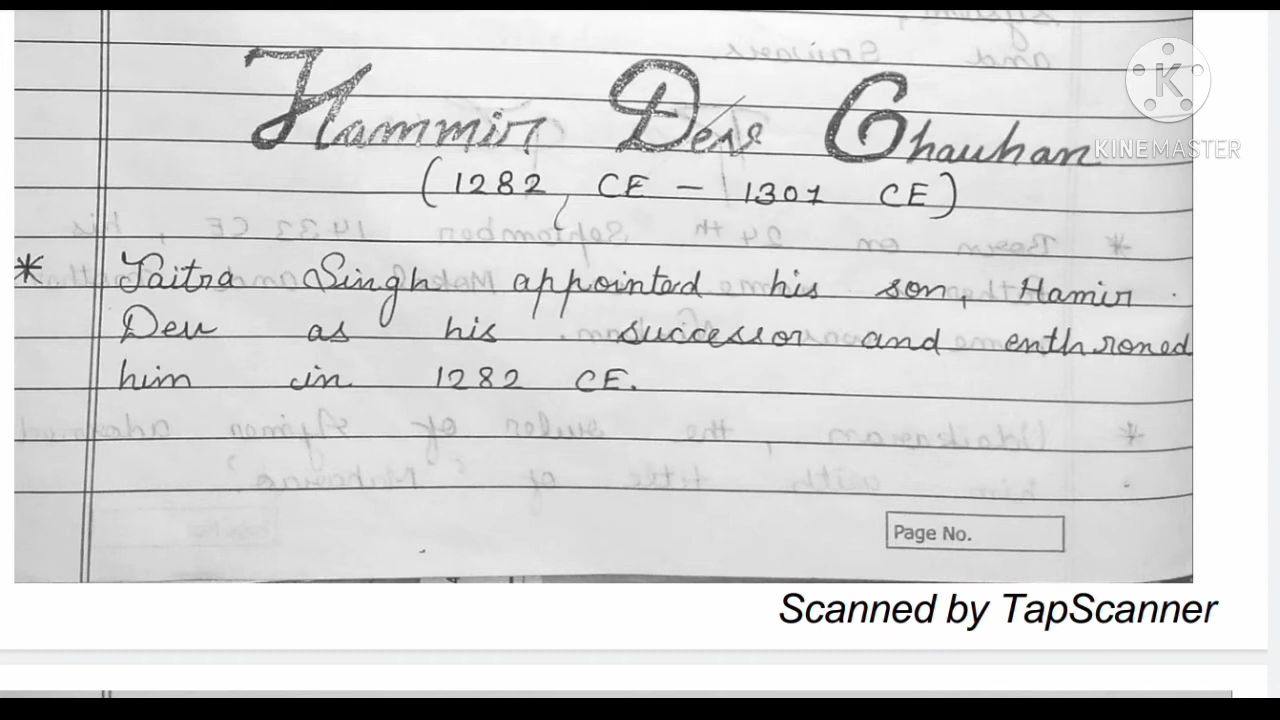 K
KINEMASTER
Hammir Dev Chauhan
(1282 CE – 1301 CE)
* Jaitra Singh appointed his son, Hamir
Dev as his successor and enthroned
him in 1282 CE.
Page No.
Scanned by TapScanner